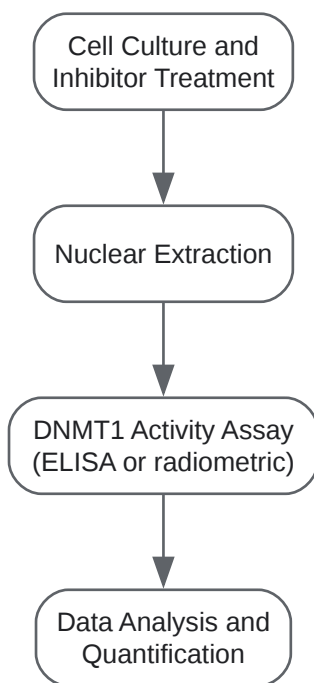 Cell Culture and
Inhibitor Treatment
Nuclear Extraction
DNMT1 Activity Assay
(ELISA or radiometric)
Data Analysis and
Quantification